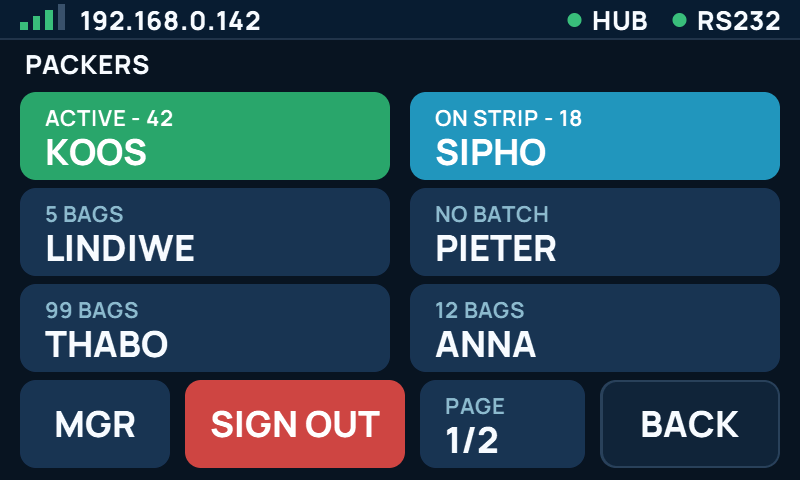 192.168.0.142 HUB RS232
PACKERS
ACTIVE - 42
KOOS
ON STRIP - 18
SIPHO
5 BAGS
LINDIWE
NO BATCH
PIETER
99 BAGS
THABO
12 BAGS
ANNA
MGR
SIGN OUT
PAGE
1/2
BACK